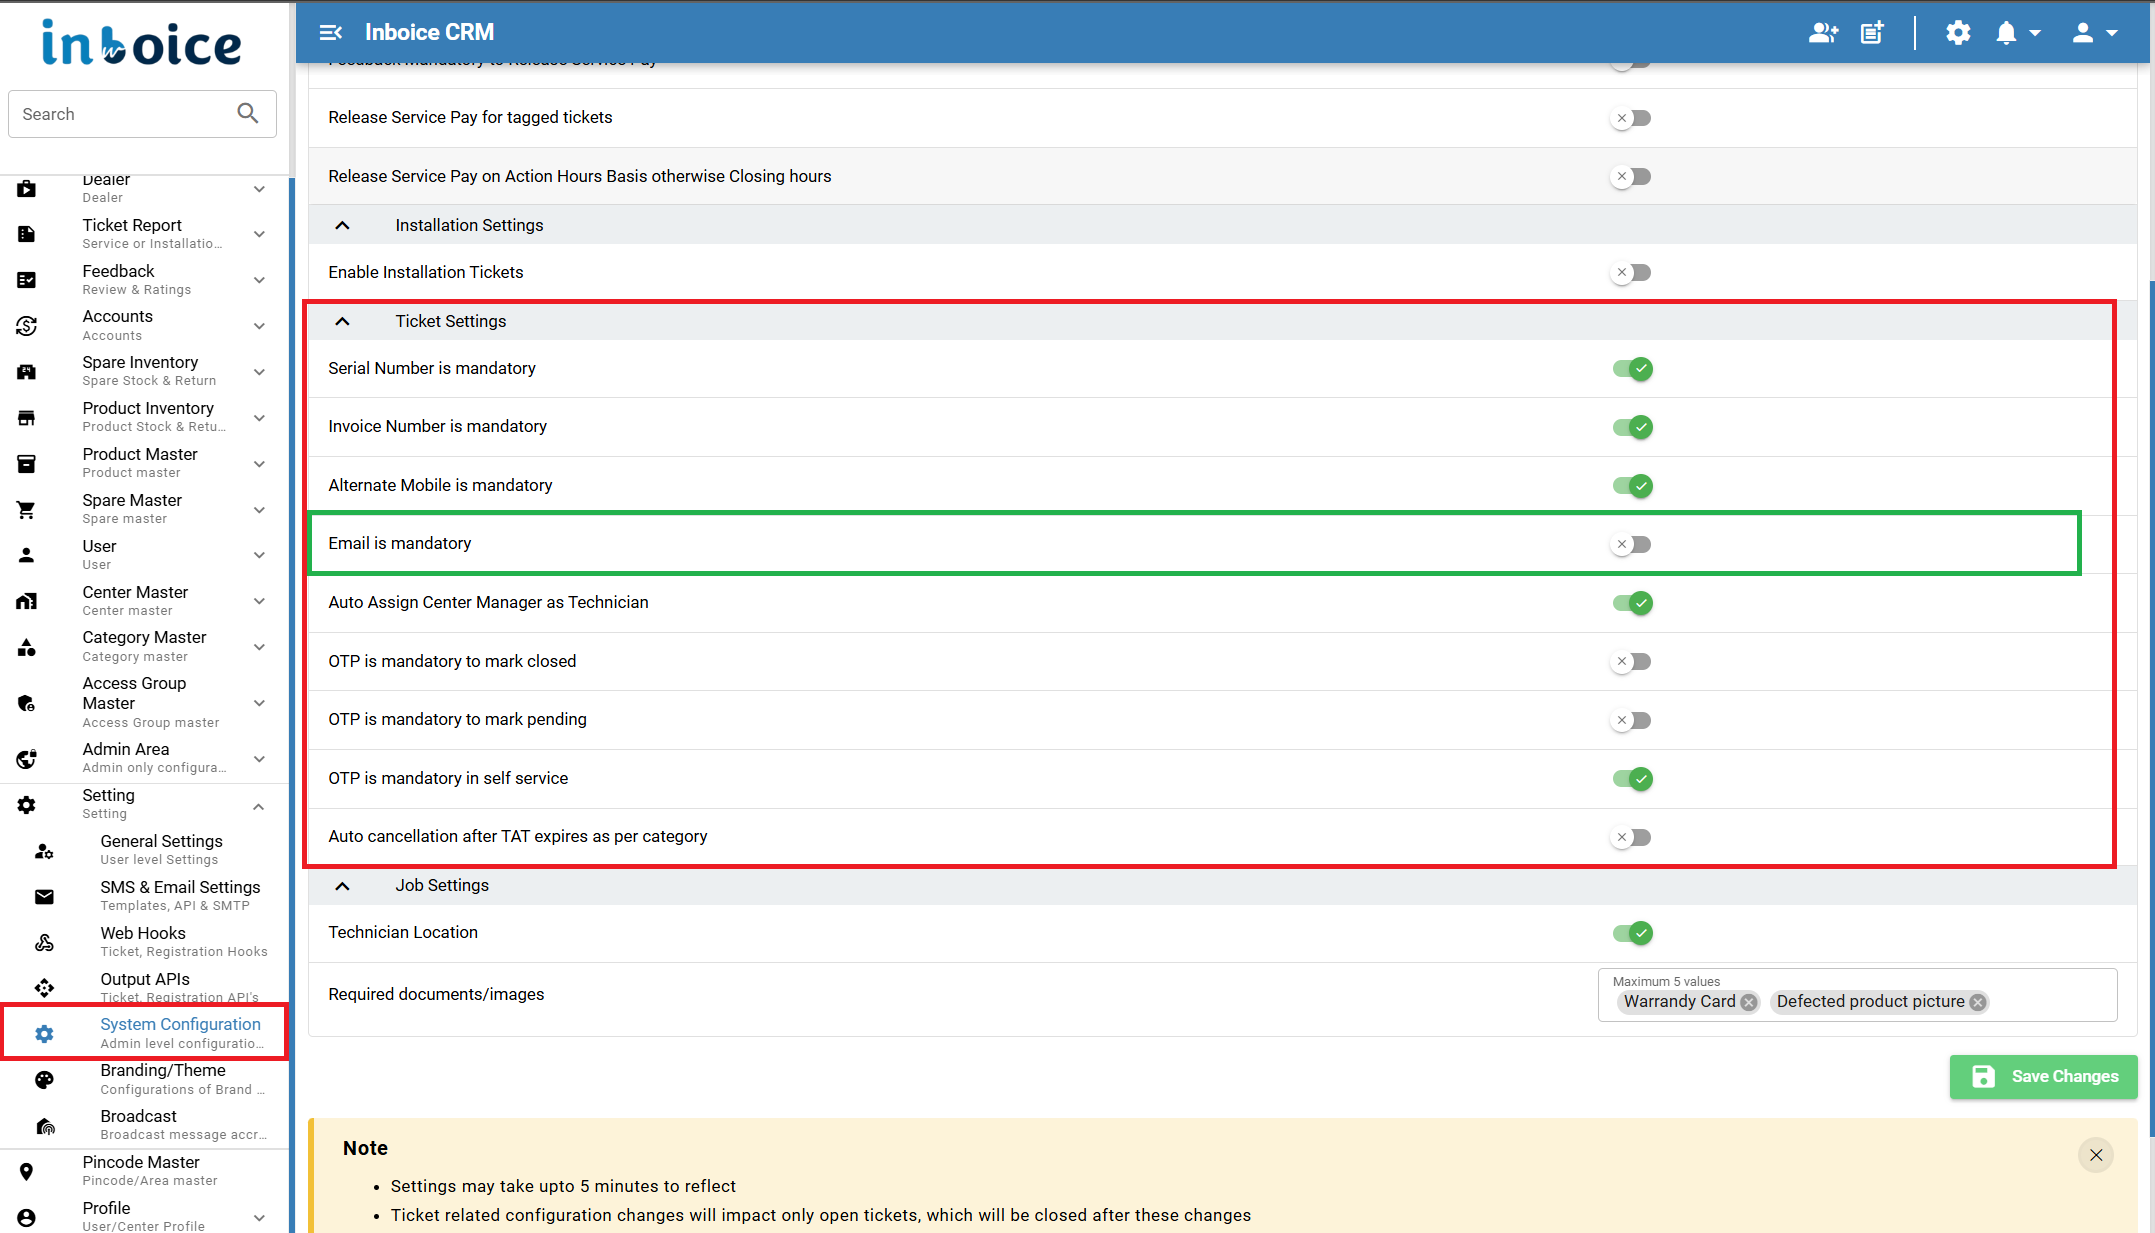 inboice
Inboice CRM
Search
Dealer
Dealer
Ticket Report
Service or Installatio...
Feedback
Review & Ratings
Accounts
Accounts
Spare Inventory
Spare Stock & Return
Product Inventory
Product Stock & Retu...
Product Master
Product master
Spare Master
Spare master
User
User
Center Master
Center master
Category Master
Category master
Access Group
Master
Access Group master
Admin Area
Admin only configura...
Setting
Setting
General Settings
User level Settings
SMS & Email Settings
Templates, API & SMTP
Web Hooks
Ticket, Registration Hooks
Output APIs
Ticket, Registration API's
System Configuration
Admin level configuratio...
Branding/Theme
Configurations of Brand ...
Broadcast
Broadcast message accr...
Pincode Master
Pincode/Area master
Profile
User/Center Profile
Feedback Mandatory to Release Service Pay
Release Service Pay for tagged tickets
Release Service Pay on Action Hours Basis otherwise Closing hours
Installation Settings
Enable Installation Tickets
Ticket Settings
Serial Number is mandatory
Invoice Number is mandatory
Alternate Mobile is mandatory
Email is mandatory
Auto Assign Center Manager as Technician
OTP is mandatory to mark closed
OTP is mandatory to mark pending
OTP is mandatory in self service
Auto cancellation after TAT expires as per category
Job Settings
Technician Location
Required documents/images
Maximum 5 values
Warrandy Card
Defected product picture
Save Changes
Note
• Settings may take upto 5 minutes to reflect
• Ticket related configuration changes will impact only open tickets, which will be closed after these changes